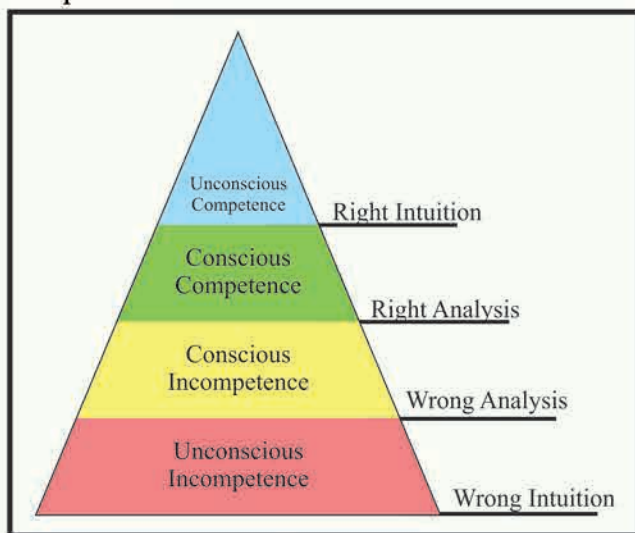 Unconscious
Competence
Right Intuition
Conscious
Competence
Right Analysis
Conscious
Incompetence
Wrong Analysis
Unconscious
Incompetence
Wrong Intuition